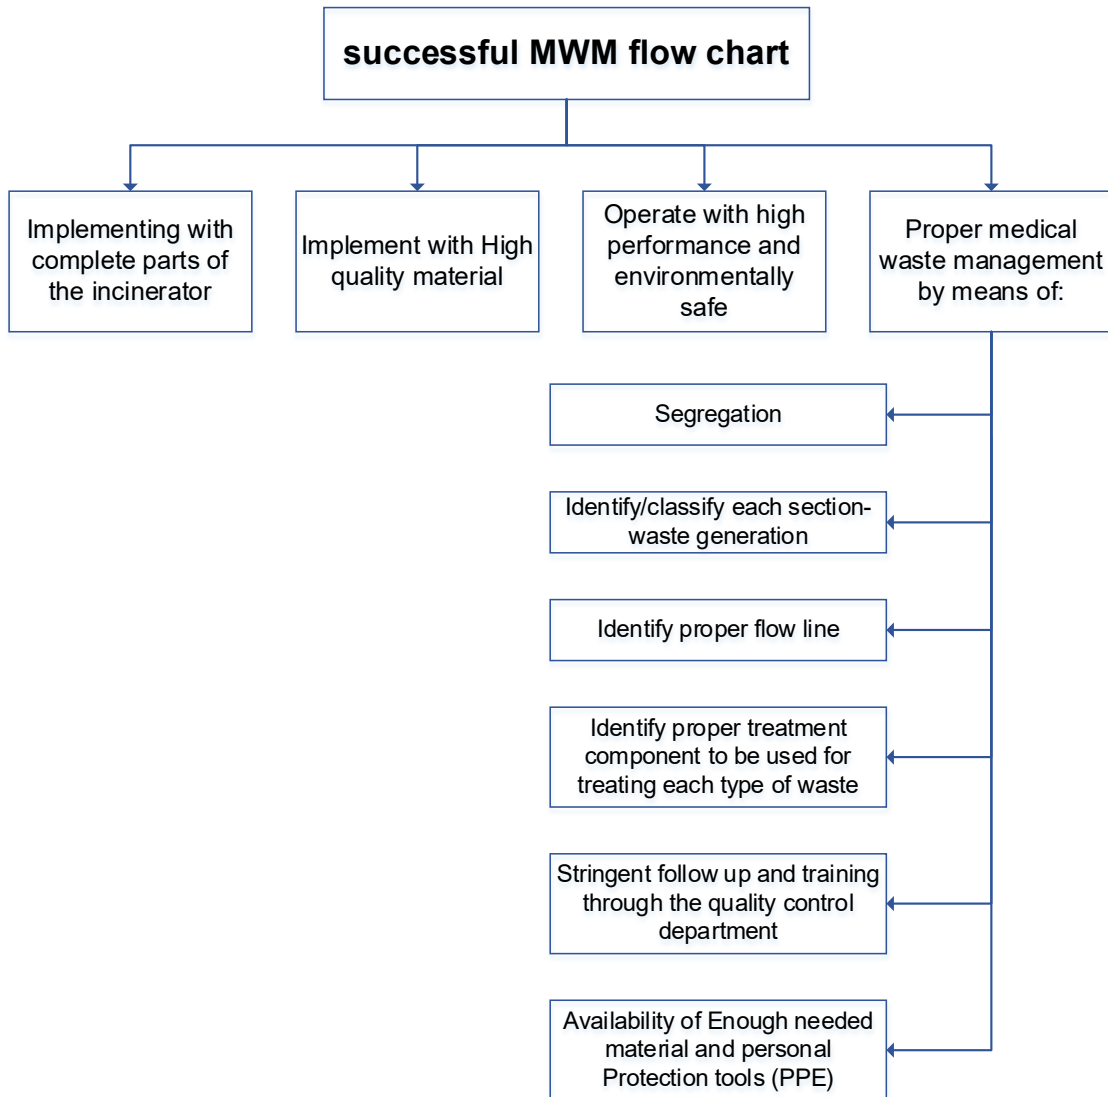 successful MWM flow chart
Implementing with
complete parts of
the incinerator
Implement with High
quality material
Operate with high
performance and
environmentally
safe
Proper medical
waste management
by means of:
Segregation
Identify/classify each section-
waste generation
Identify proper flow line
Identify proper treatment
component to be used for
treating each type of waste
Stringent follow up and training
through the quality control
department
Availability of Enough needed
material and personal
Protection tools (PPE)